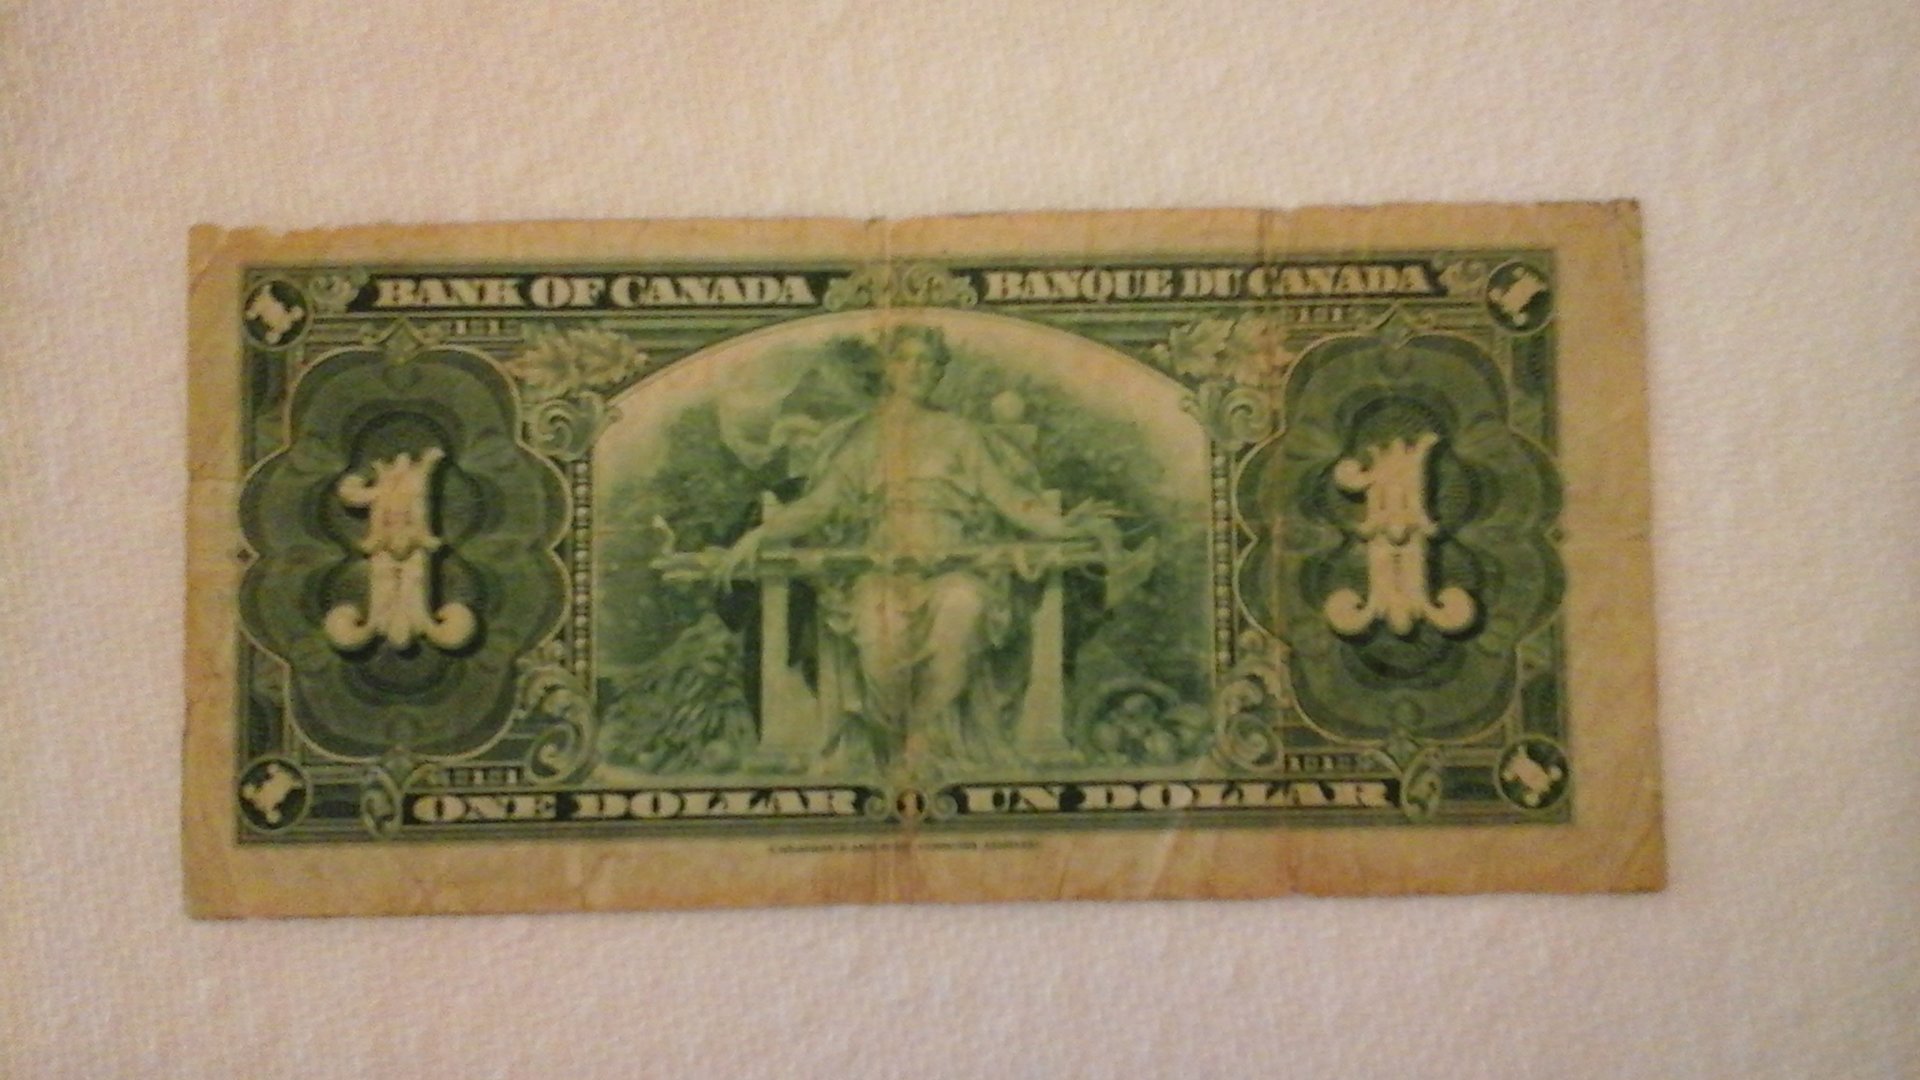 BANK OF CANADA BANQUE DU CANADA
1 1
1 1
1 1
ONE DOLLAR 1 UN DOLLAR